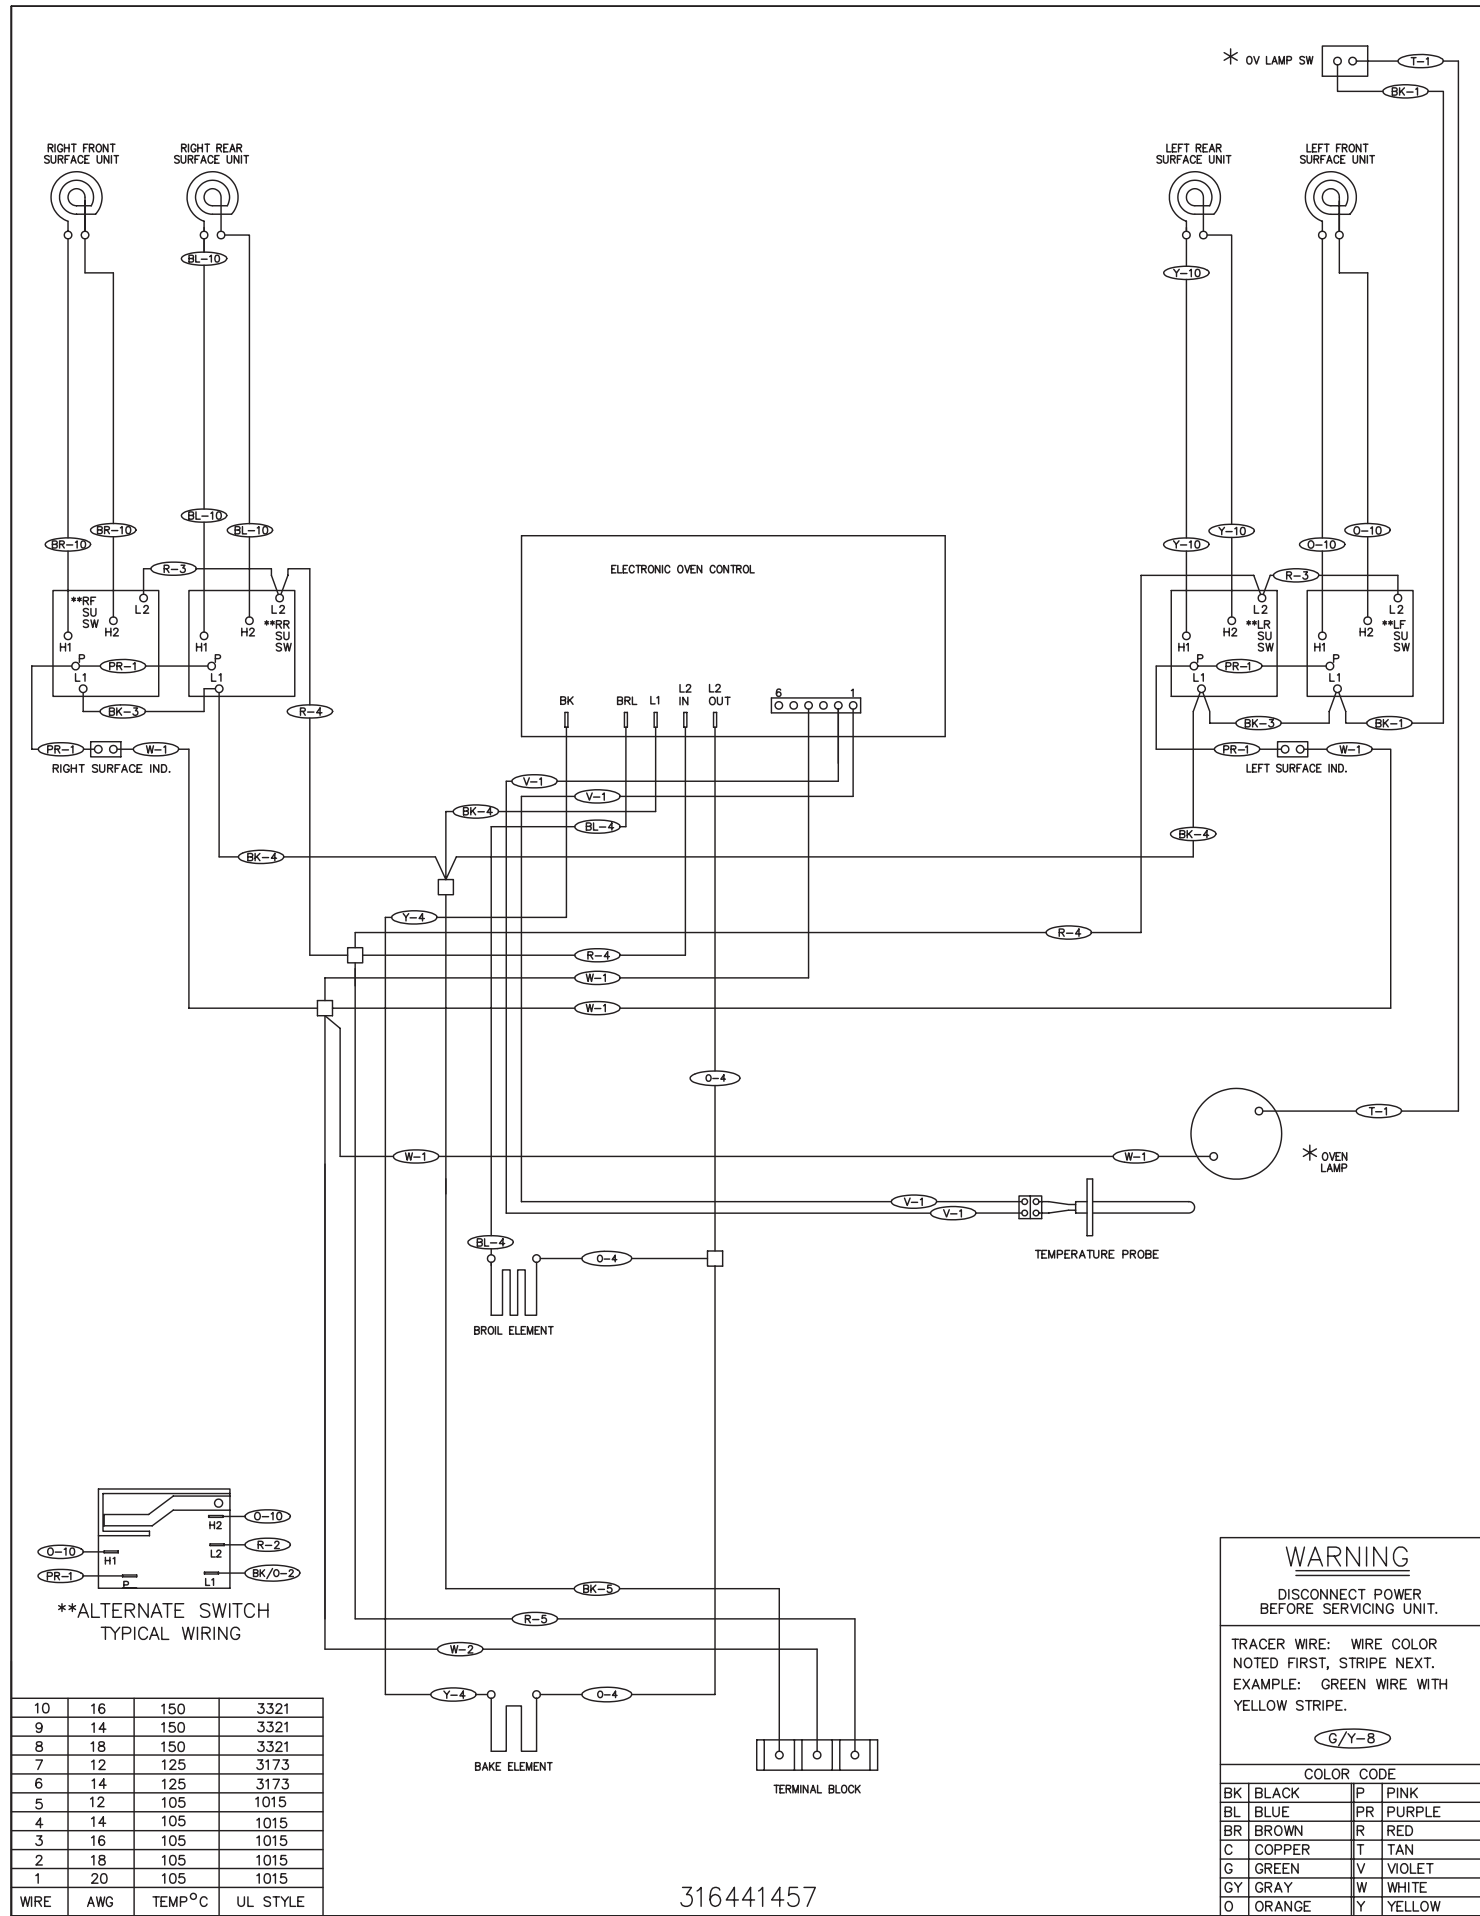 OV LAMP SW
T-1
BK-1
RIGHT FRONT
SURFACE UNIT
RIGHT REAR
SURFACE UNIT
LEFT REAR
SURFACE UNIT
LEFT FRONT
SURFACE UNIT
BL-10
Y-10
BR-10
BR-10
BL-10
BL-10
Y-10
Y-10
O-10
O-10
R-3
R-3
**RF
SU
SW
L2
H1
H2
P
L1
L2
**RR
SU
SW
H1
H2
P
L1
PR-1
BK-3
R-4
PR-1
W-1
RIGHT SURFACE IND.
ELECTRONIC OVEN CONTROL
BK
BRL
L1
L2
IN
L2
OUT
6
1
L2
**LR
SU
SW
H1
H2
P
L1
L2
**LF
SU
SW
H1
H2
P
L1
PR-1
BK-3
BK-1
PR-1
W-1
LEFT SURFACE IND.
V-1
V-1
BK-4
BL-4
BK-4
BK-4
Y-4
R-4
R-4
W-1
W-1
O-4
T-1
W-1
W-1
OVEN
LAMP
V-1
V-1
TEMPERATURE PROBE
BL-4
O-4
BROIL ELEMENT
H2
O-10
O-10
H1
L2
R-2
PR-1
P
L1
BK/O-2
**ALTERNATE SWITCH
TYPICAL WIRING
BK-5
R-5
W-2
Y-4
O-4
BAKE ELEMENT
TERMINAL BLOCK
10 16 150 3321
9 14 150 3321
8 18 150 3321
7 12 125 3173
6 14 125 3173
5 12 105 1015
4 14 105 1015
3 16 105 1015
2 18 105 1015
1 20 105 1015
WIRE AWG TEMP°C UL STYLE
316441457
WARNING
DISCONNECT POWER
BEFORE SERVICING UNIT.
TRACER WIRE: WIRE COLOR
NOTED FIRST, STRIPE NEXT.
EXAMPLE: GREEN WIRE WITH
YELLOW STRIPE.
G/Y-8
COLOR CODE
BK BLACK P PINK
BL BLUE PR PURPLE
BR BROWN R RED
C COPPER T TAN
G GREEN V VIOLET
GY GRAY W WHITE
O ORANGE Y YELLOW